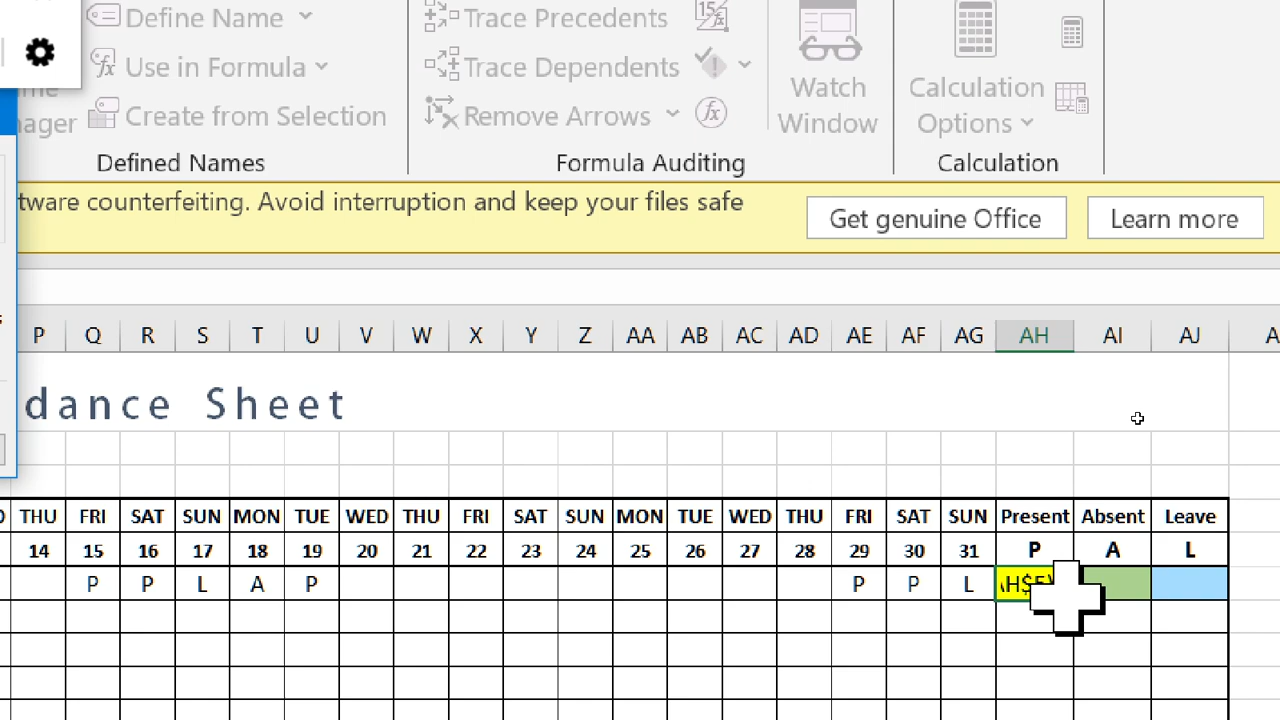 Define Name
Trace Precedents
Use in Formula
Trace Dependents
Create from Selection
Remove Arrows
Watch
Window
Calculation
Options
Defined Names
Formula Auditing
Calculation
tware counterfeiting. Avoid interruption and keep your files safe
Get genuine Office
Learn more
P Q R S T U V W X Y Z AA AB AC AD AE AF AG AH AI AJ
dance Sheet
THU FRI SAT SUN MON TUE WED THU FRI SAT SUN MON TUE WED THU FRI SAT SUN Present Absent Leave
14 15 16 17 18 19 20 21 22 23 24 25 26 27 28 29 30 31 P A L
P P L A P P P L